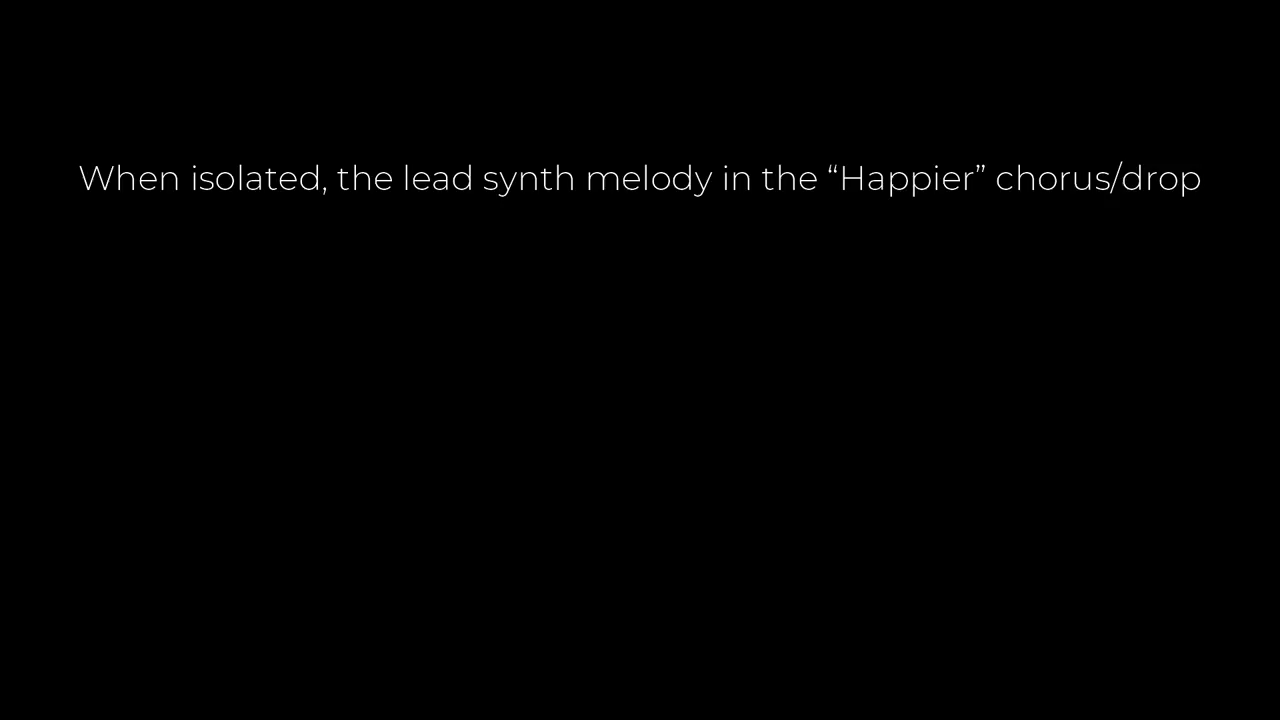 When isolated, the lead synth melody in the “Happier” chorus/drop